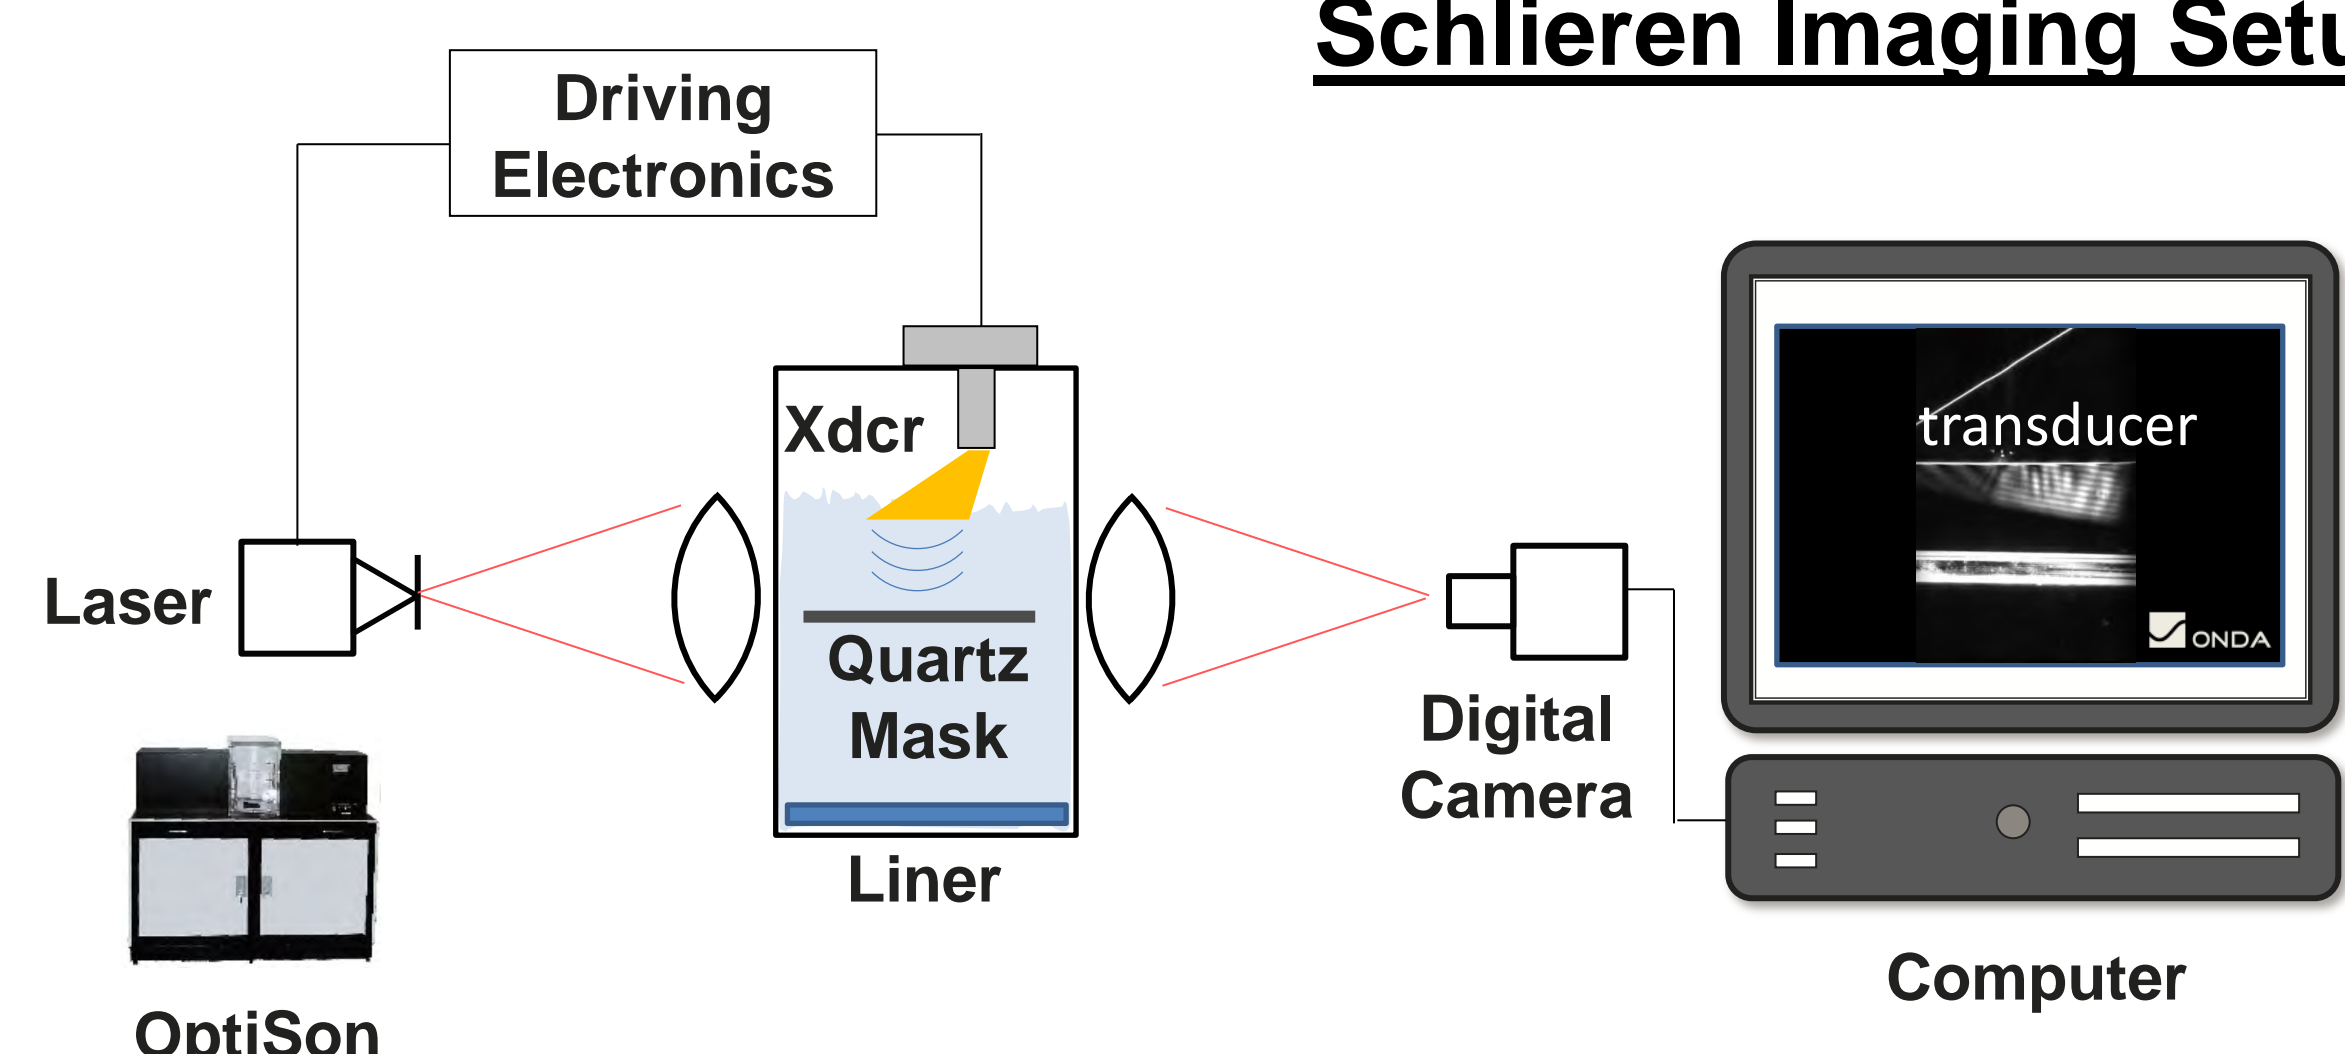 Schlieren Imaging Setu
Driving
Electronics
Xdcr
transducer
Laser
Quartz
Mask
ONDA
Digital
Camera
Liner
Computer
OptiSon